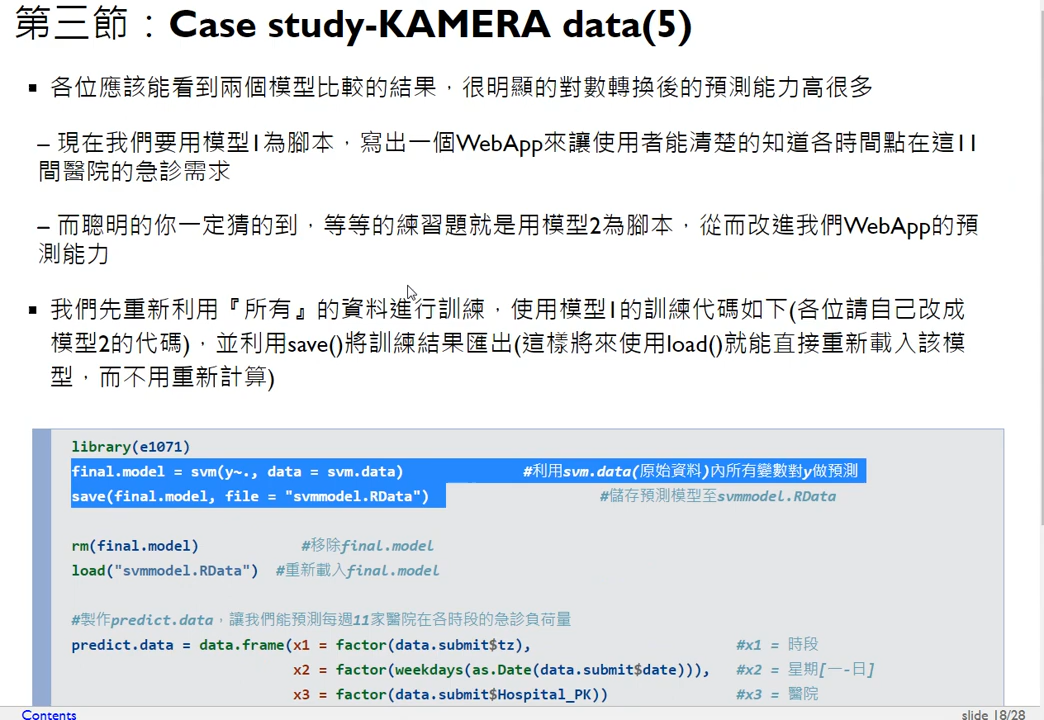 第三節：Case study-KAMERA data(5)
▪ 各位應該能看到兩個模型比較的結果，很明顯的對數轉換後的預測能力高很多
– 現在我們要用模型1為腳本，寫出一個WebApp來讓使用者能清楚的知道各時間點在這11
間醫院的急診需求
– 而聰明的你一定猜的到，等等的練習題就是用模型2為腳本，從而改進我們WebApp的預
測能力
▪ 我們先重新利用『所有』的資料進行訓練，使用模型1的訓練代碼如下(各位請自己改成
模型2的代碼)，並利用save()將訓練結果匯出(這樣將來使用load()就能直接重新載入該模
型，而不用重新計算)
library(e1071)
final.model = svm(y~., data = svm.data) #利用svm.data(原始資料)內所有變數對y做預測
save(final.model, file = "svmmodel.RData") #儲存預測模型至svmmodel.RData
rm(final.model) #移除final.model
load("svmmodel.RData") #重新載入final.model
#製作predict.data，讓我們能預測每週11家醫院在各時段的急診負荷量
predict.data = data.frame(x1 = factor(data.submit$tz), #x1 = 時段
x2 = factor(weekdays(as.Date(data.submit$date))), #x2 = 星期[一-日]
x3 = factor(data.submit$Hospital_PK)) #x3 = 醫院
Contents slide 18/28